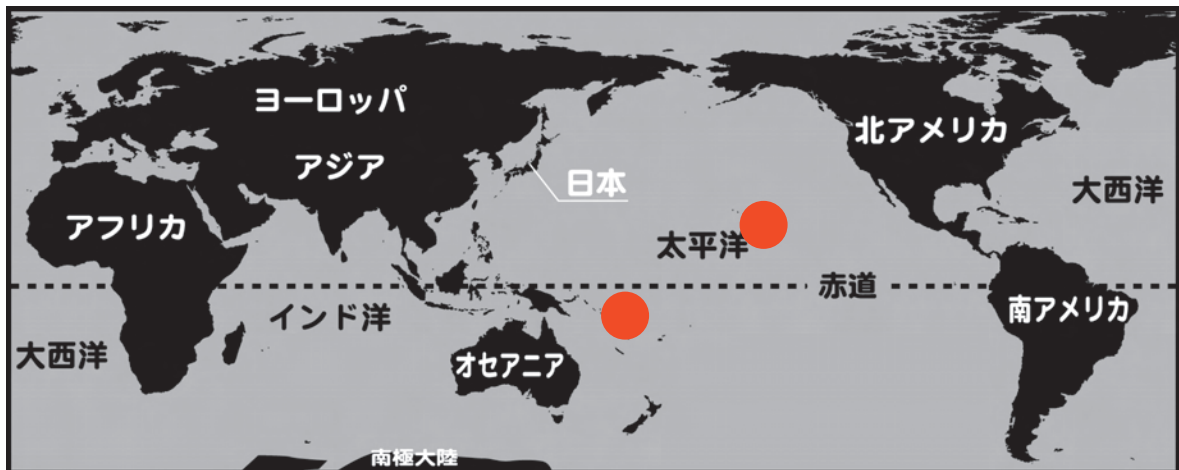 ヨーロッパ
北アメリカ
アジア
日本
大西洋
アフリカ
太平洋
赤道
インド洋
南アメリカ
大西洋
オセアニア
南極大陸